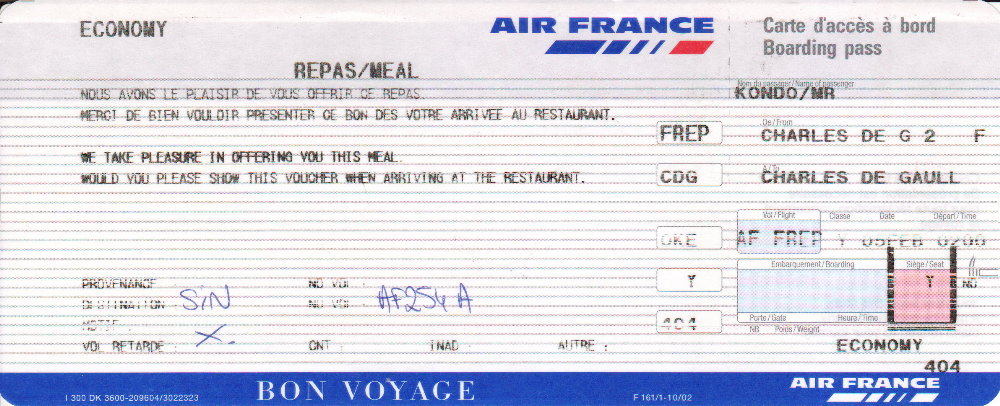 ECONOMY
AIR FRANCE
Carte d'accès à bord
Boarding pass
REPAS/MEAL
NOUS AVONS LE PLAISIR DE VOUS OFFRIR CE REPAS.
MERCI DE BIEN VOULOIR PRESENTER CE BON DES VOTRE ARRIVEE AU RESTAURANT.
WE TAKE PLEASURE IN OFFERING YOU THIS MEAL.
WOULD YOU PLEASE SHOW THIS VOUCHER WHEN ARRIVING AT THE RESTAURANT.
PROVENANCE NO VOL :
DESTINATION SIN NO VOL : AF254A
MOTIF
VOL RETARDE : X. CNT : INAD : AUTRE :
Nom du passager/Name of passenger
KONDO/MR
De/From
FREP CHARLES DE G 2 F
A/To
CDG CHARLES DE GAULL
Vol/Flight Classe Date Départ/Time
OKE AF FREP Y 05FEB 0200
Embarquement/Boarding Siège/Seat
Y Y NO
Porte/Gate Heure/Time
404 NB Poids/Weight
ECONOMY
404
I 300 DK 3600-209604/3022323
BON VOYAGE
F 161/1-10/02
AIR FRANCE